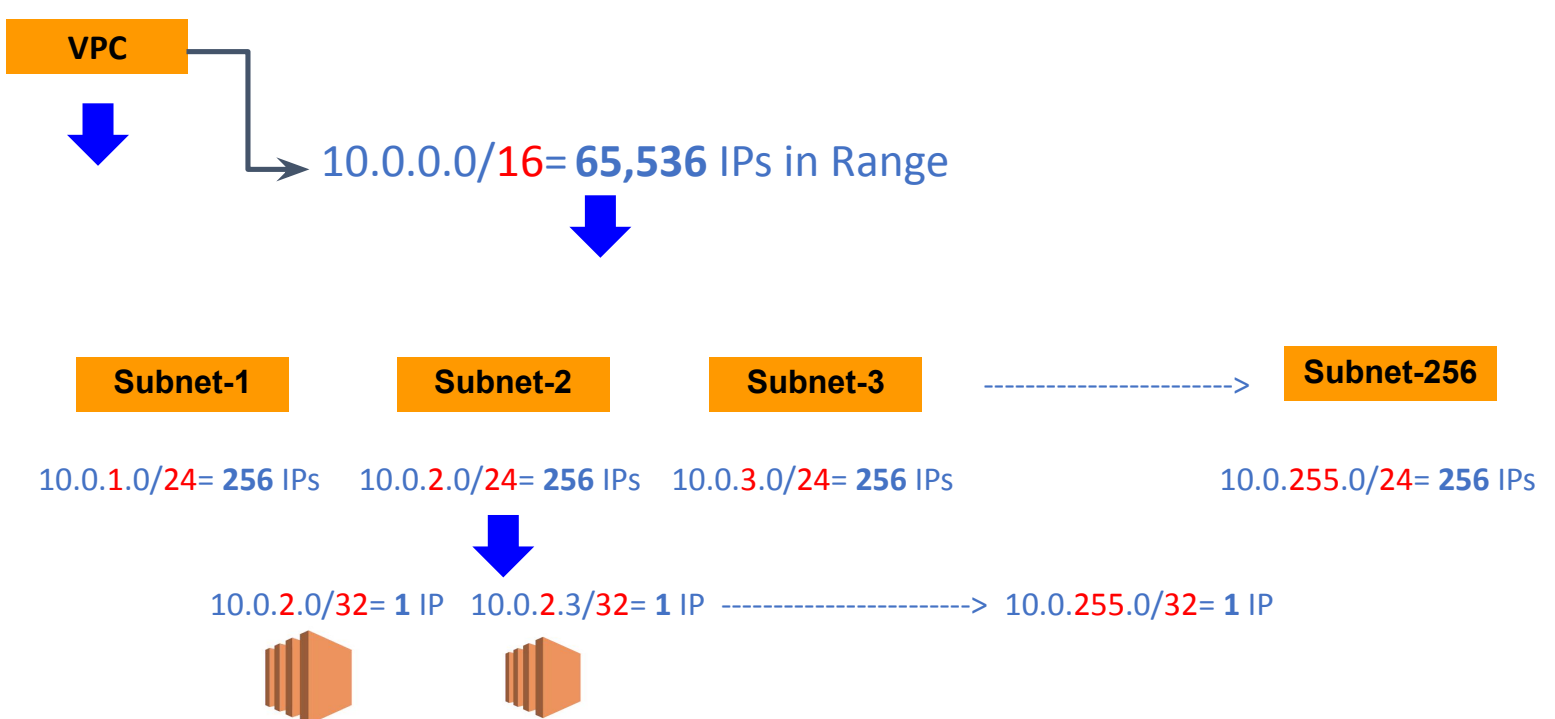 VPC
10.0.0.0/16= 65,536 IPs in Range
Subnet-1 Subnet-2 Subnet-3 ------------------------> Subnet-256
10.0.1.0/24= 256 IPs 10.0.2.0/24= 256 IPs 10.0.3.0/24= 256 IPs 10.0.255.0/24= 256 IPs
10.0.2.0/32= 1 IP 10.0.2.3/32= 1 IP ------------------------> 10.0.255.0/32= 1 IP